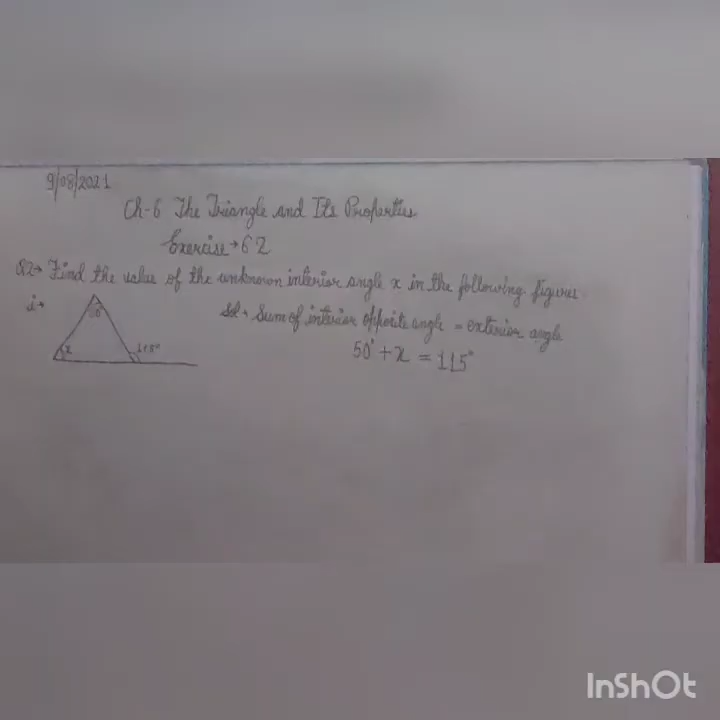 9/08/2021
Ch-6 The Triangle and Its Properties
Exercise → 6.2
Q2→ Find the value of the unknown interior angle x in the following figures.
i→
Sol → Sum of interior opposite angle = exterior angle
x
115°
50° + x = 115°
InShOt